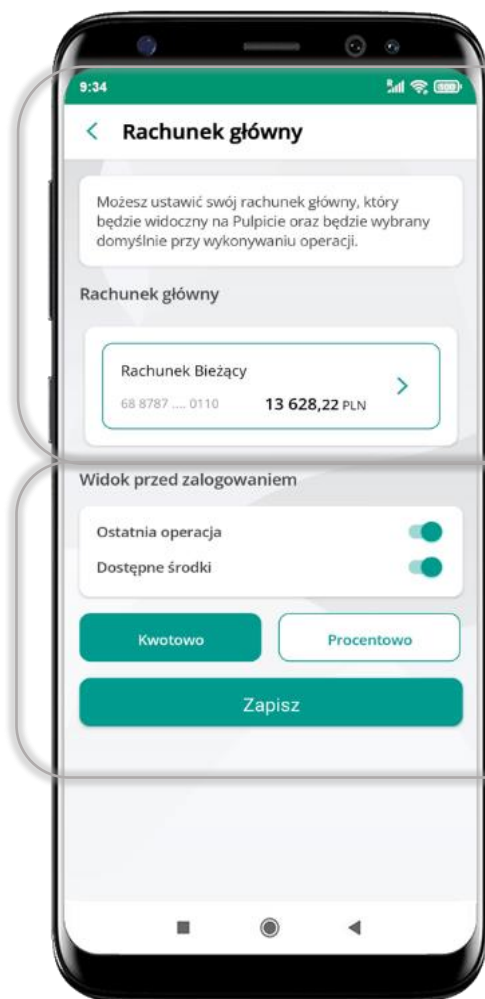 9:34
Rachunek główny
Możesz ustawić swój rachunek główny, który
będzie widoczny na Pulpicie oraz będzie wybrany
domyślnie przy wykonywaniu operacji.
Rachunek główny
Rachunek Bieżący
68 8787 .... 0110 13 628,22 PLN
Widok przed zalogowaniem
Ostatnia operacja
Dostępne środki
Kwotowo Procentowo
Zapisz